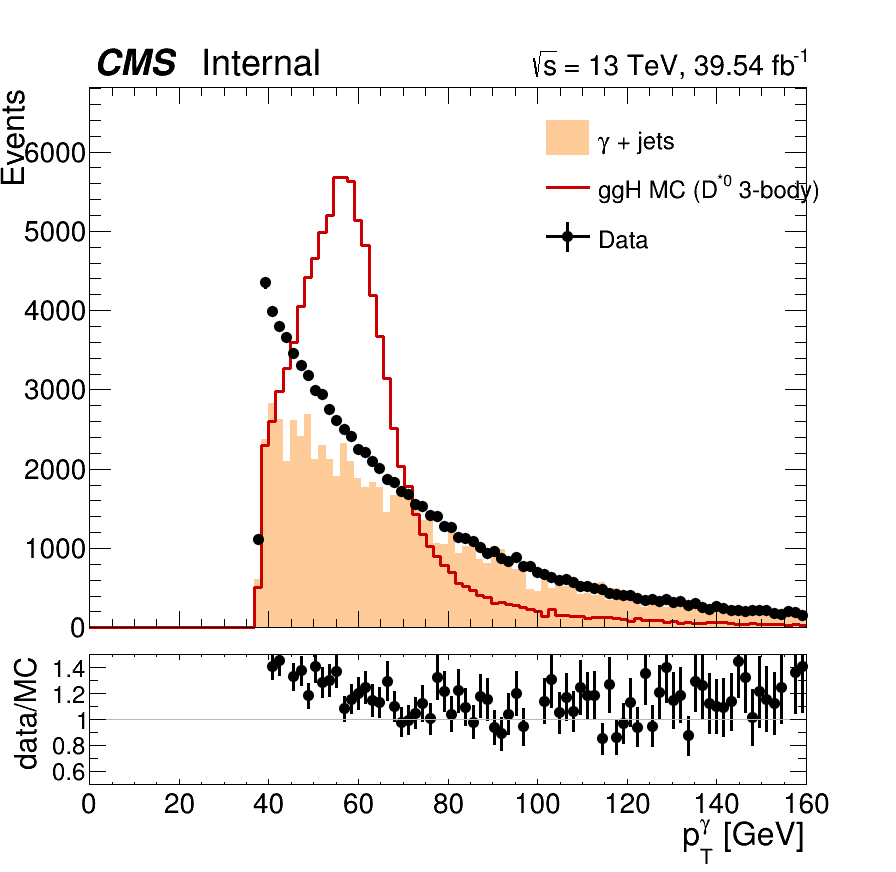 CMS Internal √s = 13 TeV, 39.54 fb⁻¹
Events
6000
5000
4000
3000
2000
1000
0
γ + jets
ggH MC (D*⁰ 3-body)
Data
data/MC
1.4
1.2
1
0.8
0.6
0 20 40 60 80 100 120 140 160
p_T^γ [GeV]